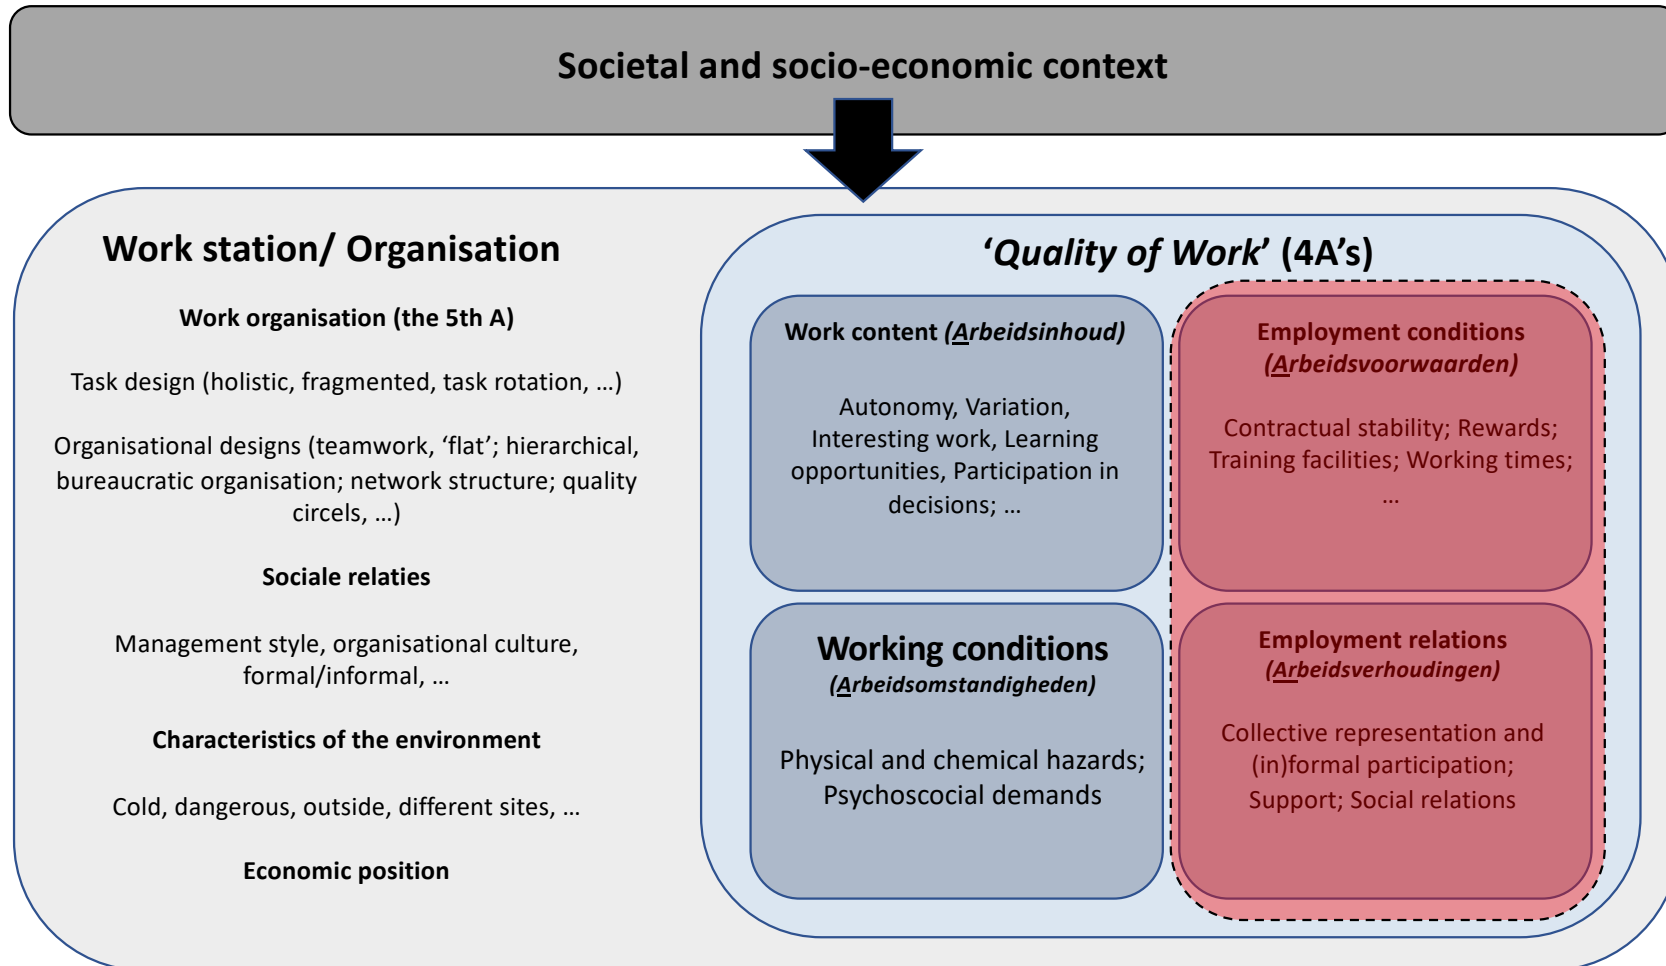 Societal and socio-economic context
Work station/ Organisation
Work organisation (the 5th A)
Task design (holistic, fragmented, task rotation, …)
Organisational designs (teamwork, ‘flat’; hierarchical,
bureaucratic organisation; network structure; quality
circels, …)
Sociale relaties
Management style, organisational culture,
formal/informal, …
Characteristics of the environment
Cold, dangerous, outside, different sites, …
Economic position
‘Quality of Work’ (4A’s)
Work content (Arbeidsinhoud)
Autonomy, Variation,
Interesting work, Learning
opportunities, Participation in
decisions; …
Employment conditions
(Arbeidsvoorwaarden)
Contractual stability; Rewards;
Training facilities; Working times;
…
Working conditions
(Arbeidsomstandigheden)
Physical and chemical hazards;
Psychoscocial demands
Employment relations
(Arbeidsverhoudingen)
Collective representation and
(in)formal participation;
Support; Social relations